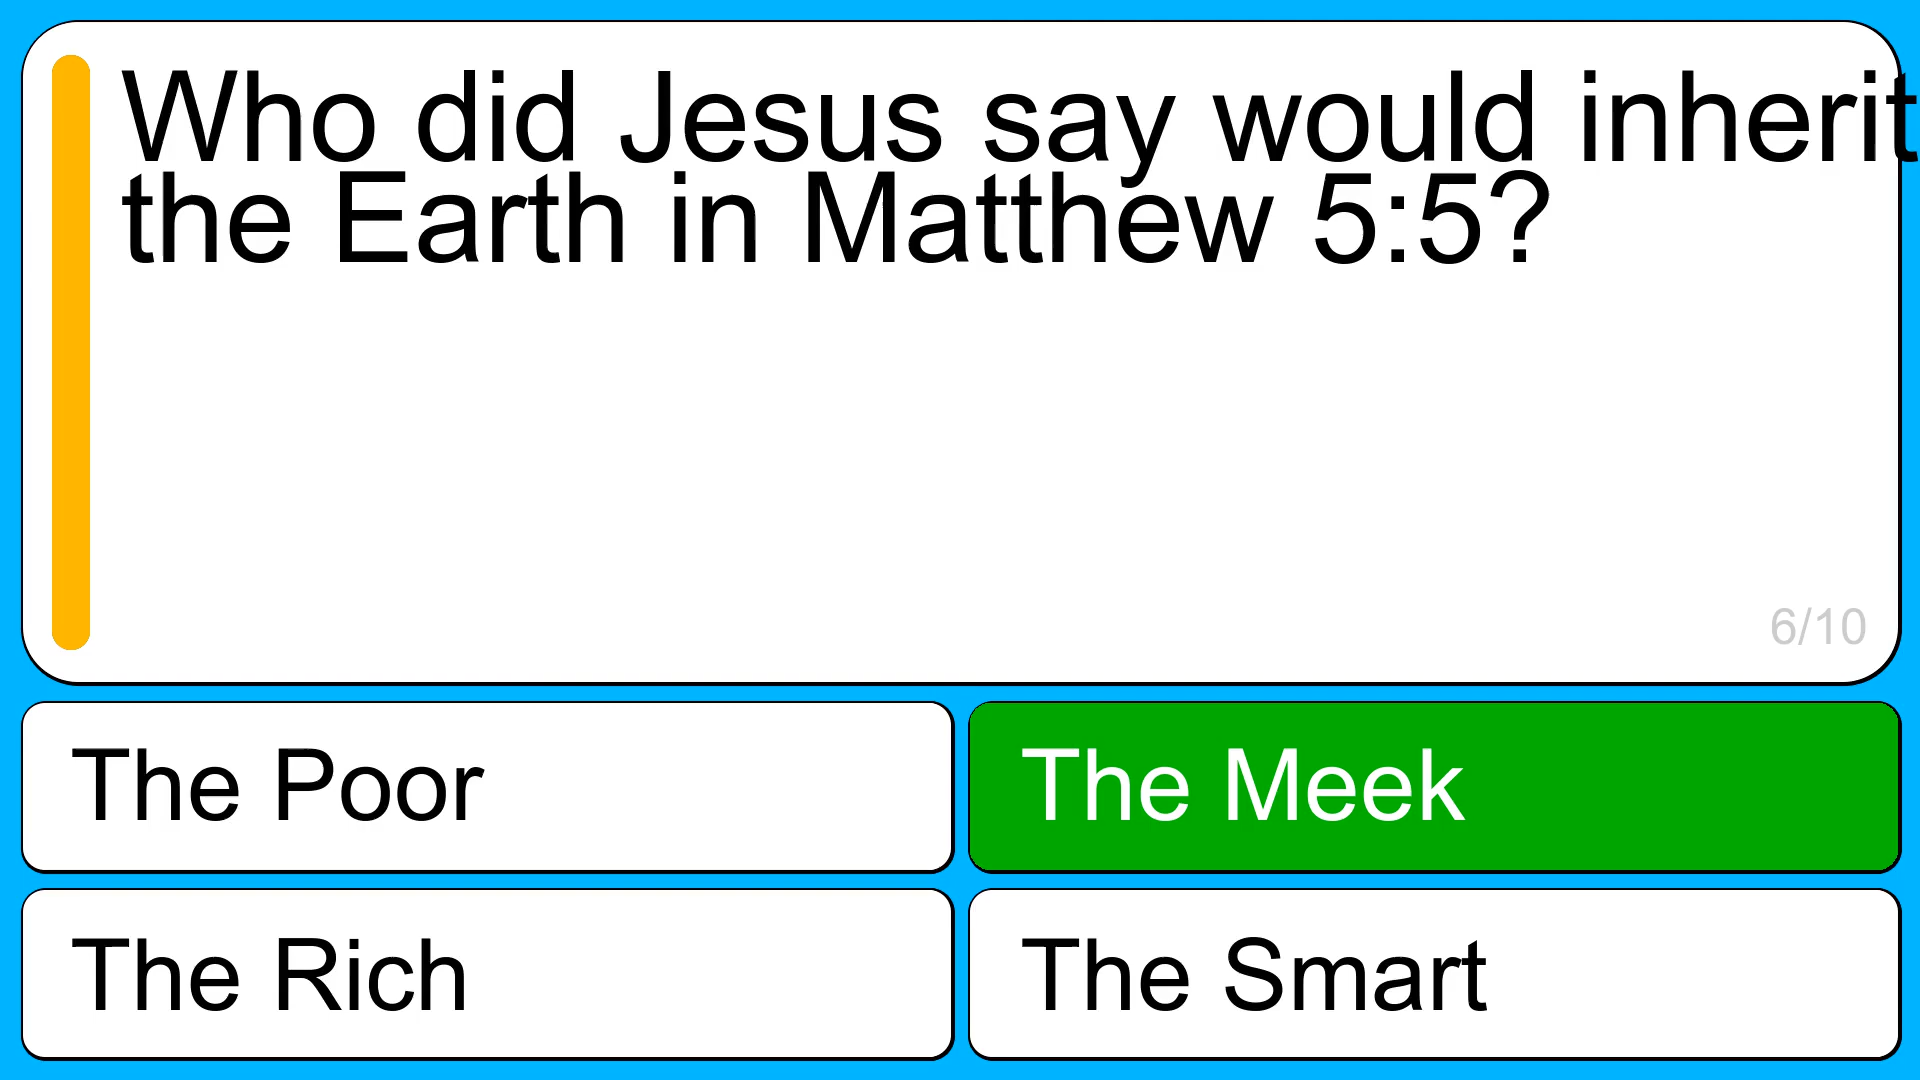 Who did Jesus say would inherit
the Earth in Matthew 5:5?
6/10
The Poor
The Meek
The Rich
The Smart